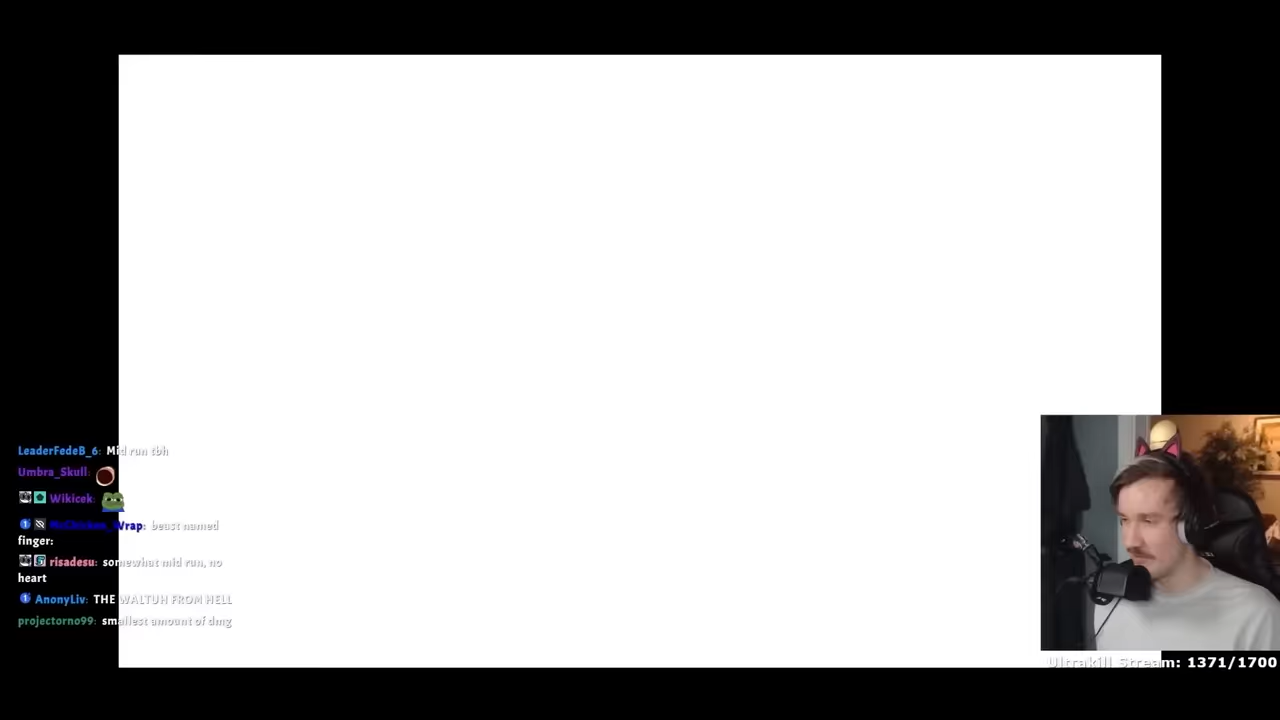 LeaderFedeB_6: Mid run tbh
Umbra_Skull:
Wikicek:
McChicken_Wrap: beast named
finger:
risadesu: somewhat mid run, no
heart
AnonyLiv: THE WALTUH FROM HELL
projectorno99: smallest amount of dmg
Ultrakill Stream: 1371/1700